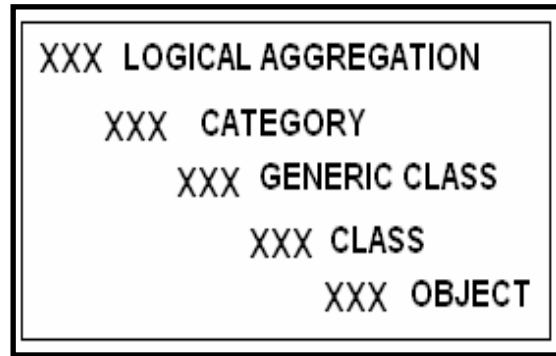 XXX LOGICAL AGGREGATION
XXX CATEGORY
XXX GENERIC CLASS
XXX CLASS
XXX OBJECT